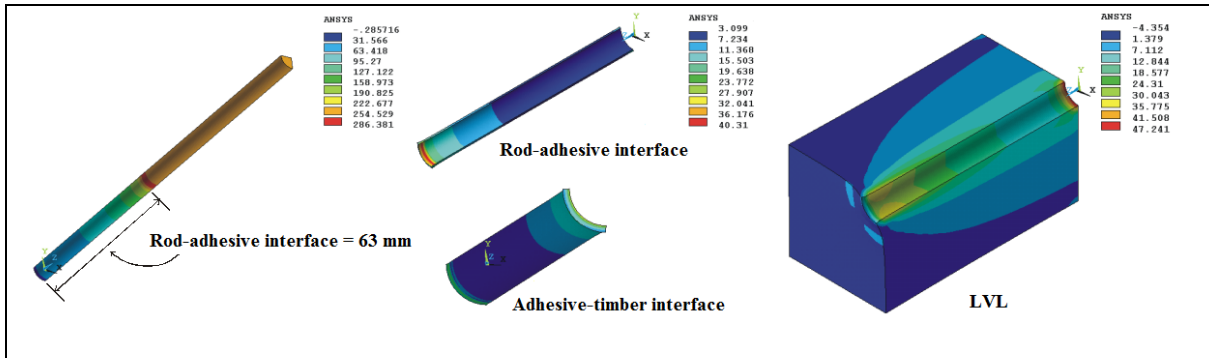 ANSYS
-.285716
31.566
63.418
95.27
127.122
158.973
190.825
222.677
254.529
286.381
Rod-adhesive interface = 63 mm
Y
Z
X
ANSYS
3.099
7.234
11.368
15.503
19.638
23.772
27.907
32.041
36.176
40.31
Y
Z
X
Rod-adhesive interface
Y
Z
X
Adhesive-timber interface
ANSYS
-4.354
1.379
7.112
12.844
18.577
24.31
30.043
35.775
41.508
47.241
Y
Z
X
LVL